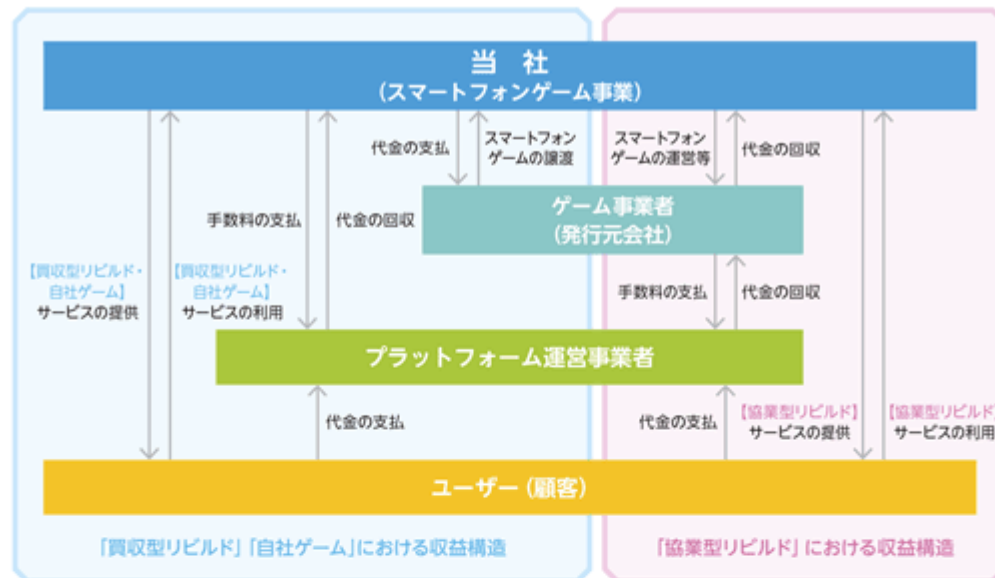 当 社
(スマートフォンゲーム事業)
代金の支払
スマートフォン
ゲームの譲渡
スマートフォン
ゲームの運営等
代金の回収
ゲーム事業者
(発行元会社)
手数料の支払
代金の回収
【買収型リビルド・
自社ゲーム】
サービスの提供
【買収型リビルド・
自社ゲーム】
サービスの利用
手数料の支払
代金の回収
プラットフォーム運営事業者
代金の支払
代金の支払
【協業型リビルド】
サービスの提供
【協業型リビルド】
サービスの利用
ユーザー(顧客)
「買収型リビルド」「自社ゲーム」における収益構造
「協業型リビルド」における収益構造